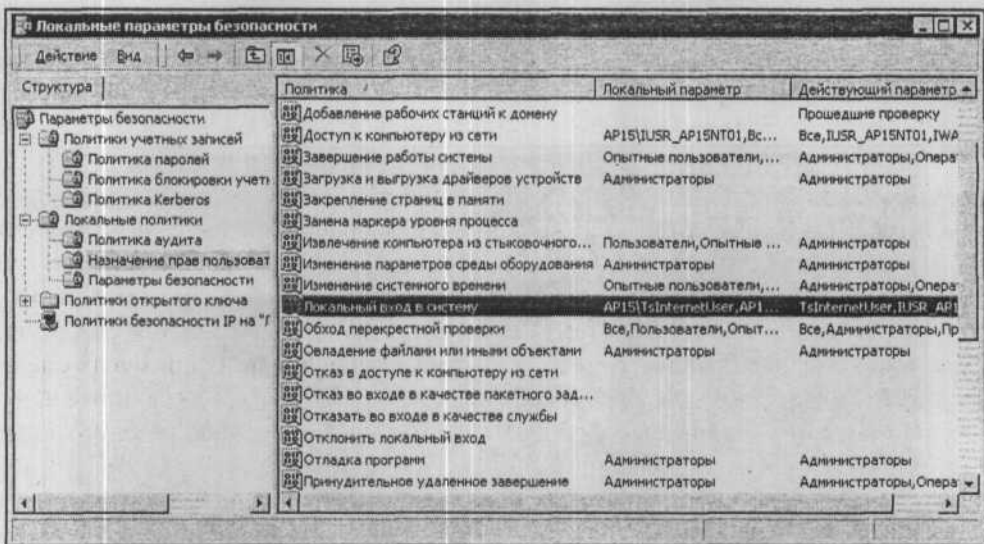 Локальные параметры безопасности
Действие Вид
Структура
Политика Локальный параметр Действующий параметр
Параметры безопасности
Политики учетных записей
Политика паролей
Политика блокировки учетн
Политика Kerberos
Локальные политики
Политика аудита
Назначение прав пользоват
Параметры безопасности
Политики открытого ключа
Политики безопасности IP на "Л
Добавление рабочих станций к домену Прошедшие проверку
Доступ к компьютеру из сети AP15\IUSR_AP15NT01,Вс... Все,IUSR_AP15NT01,IWA
Завершение работы системы Опытные пользователи,... Администраторы,Опера
Загрузка и выгрузка драйверов устройств Администраторы Администраторы
Закрепление страниц в памяти
Замена маркера уровня процесса
Извлечение компьютера из стыковочного... Пользователи,Опытные ... Администраторы
Изменение параметров среды оборудования Администраторы Администраторы
Изменение системного времени Опытные пользователи,... Администраторы,Опера
Локальный вход в систему AP15\TsInternetUser,AP1... TsInternetUser,IUSR_AP1
Обход перекрестной проверки Все,Пользователи,Опыт... Все,Администраторы,Пр
Овладение файлами или иными объектами Администраторы Администраторы
Отказ в доступе к компьютеру из сети
Отказ во входе в качестве пакетного зад...
Отказать во входе в качестве службы
Отклонить локальный вход
Отладка программ Администраторы Администраторы
Принудительное удаленное завершение Администраторы Администраторы,Опера